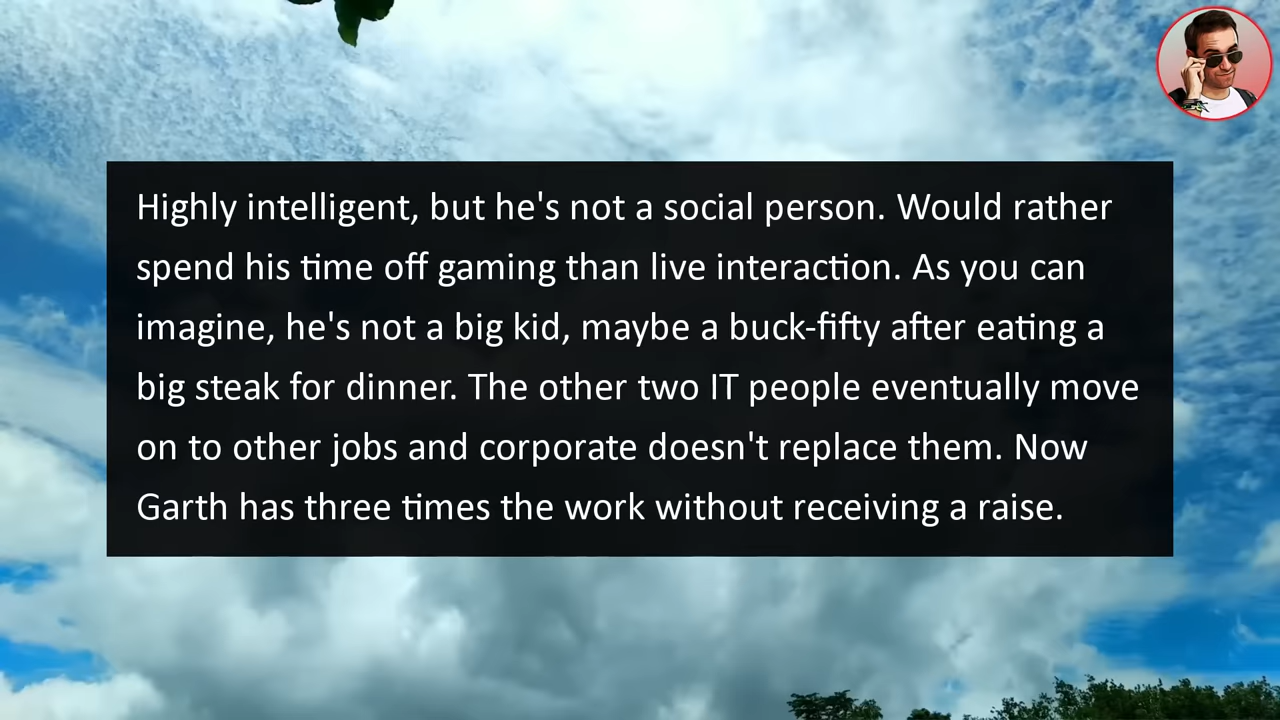 Highly intelligent, but he's not a social person. Would rather
spend his time off gaming than live interaction. As you can
imagine, he's not a big kid, maybe a buck-fifty after eating a
big steak for dinner. The other two IT people eventually move
on to other jobs and corporate doesn't replace them. Now
Garth has three times the work without receiving a raise.